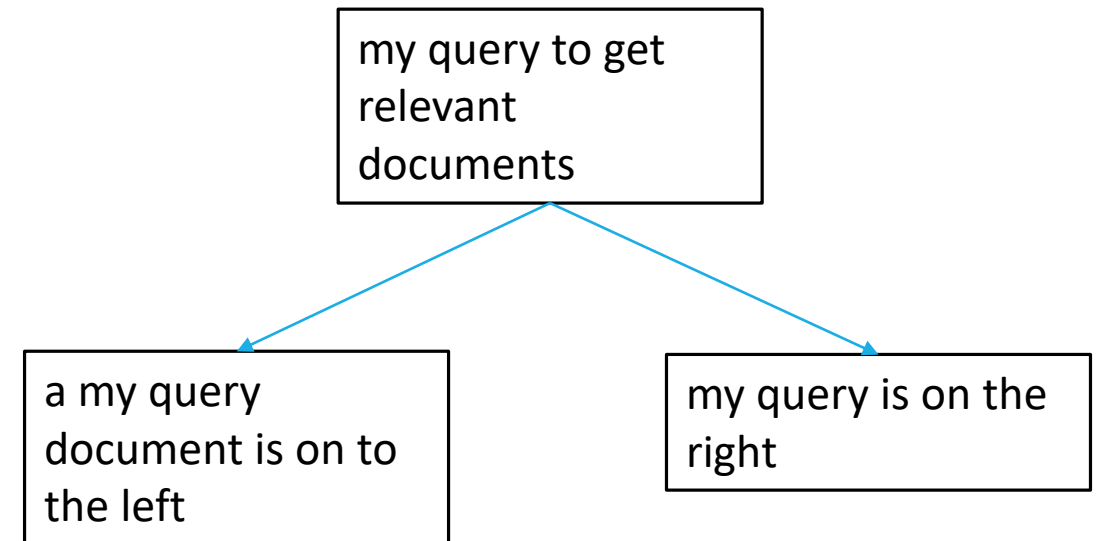 my query to get
relevant
documents
a my query
document is on to
the left
my query is on the
right